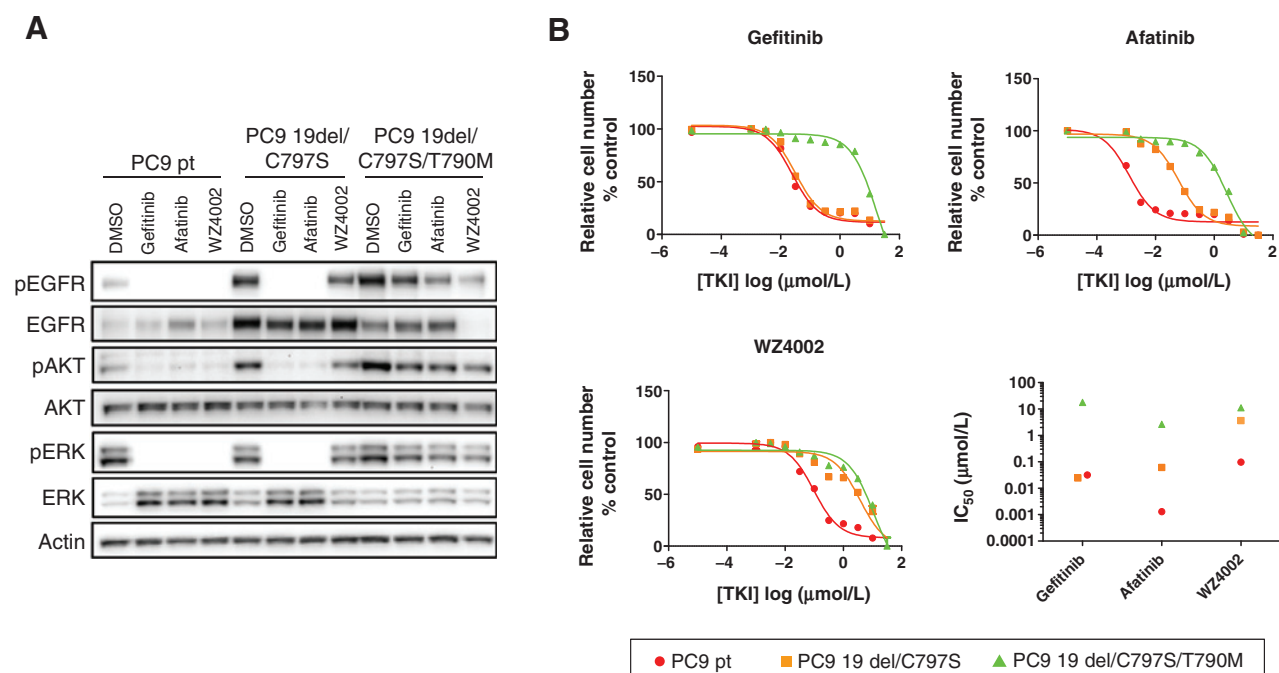 A
PC9 pt
PC9 19del/
C797S
PC9 19del/
C797S/T790M
DMSO
Gefitinib
Afatinib
WZ4002
DMSO
Gefitinib
Afatinib
WZ4002
DMSO
Gefitinib
Afatinib
WZ4002
pEGFR
EGFR
pAKT
AKT
pERK
ERK
Actin
B
Gefitinib
Relative cell number
% control
150
100
50
0
−6 −4 −2 0 2
[TKI] log (μmol/L)
Afatinib
Relative cell number
% control
150
100
50
0
−6 −4 −2 0 2
[TKI] log (μmol/L)
WZ4002
Relative cell number
% control
150
100
50
0
−6 −4 −2 0 2
[TKI] log (μmol/L)
IC50 (μmol/L)
100
10
1
0.1
0.01
0.001
0.0001
Gefitinib
Afatinib
WZ4002
PC9 pt PC9 19 del/C797S PC9 19 del/C797S/T790M